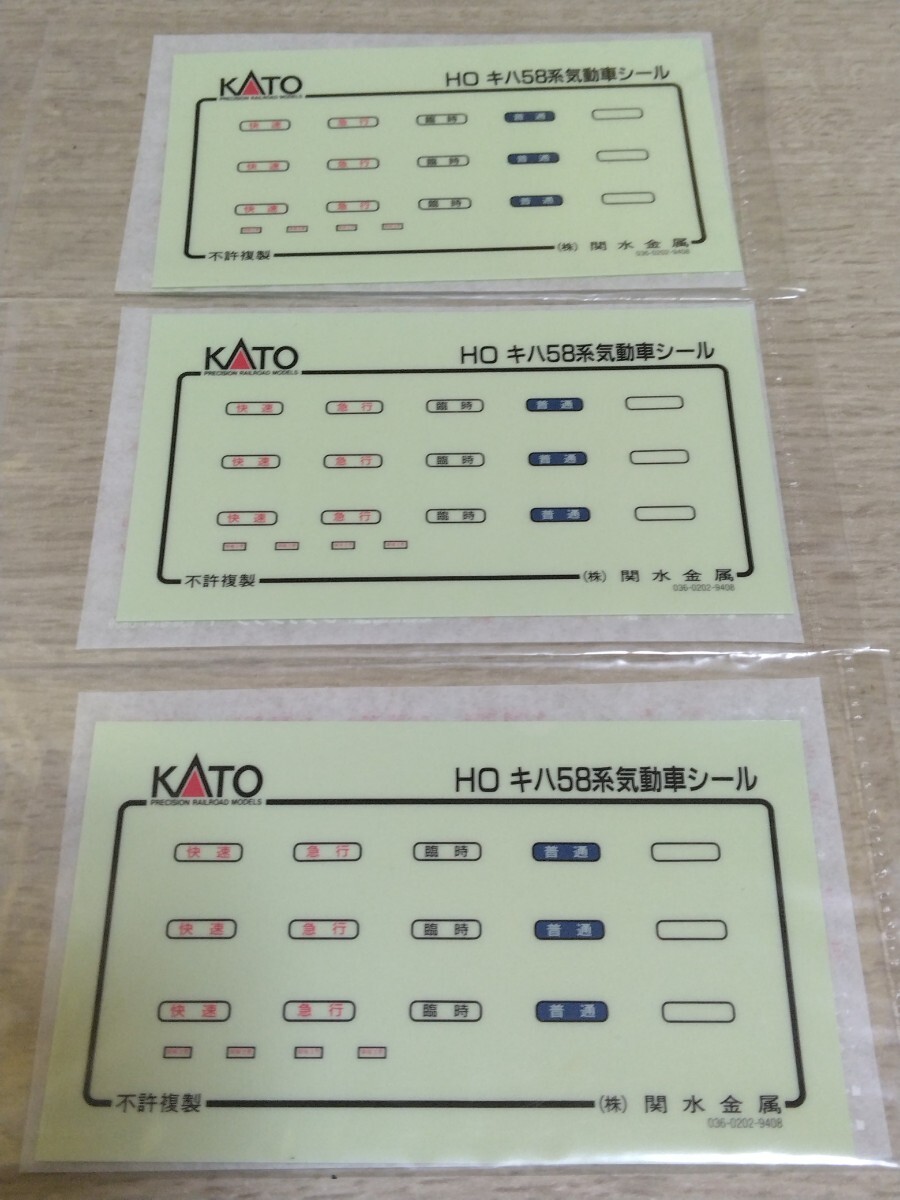 KATO
PRECISION RAILROAD MODELS
HO キハ58系気動車シール
快速 急行 臨時 普通
快速 急行 臨時 普通
快速 急行 臨時 普通
不許複製
(株) 関水金属
036-0202-9408
KATO
PRECISION RAILROAD MODELS
HO キハ58系気動車シール
快速 急行 臨時 普通
快速 急行 臨時 普通
快速 急行 臨時 普通
不許複製
(株) 関水金属
036-0202-9408
KATO
PRECISION RAILROAD MODELS
HO キハ58系気動車シール
快速 急行 臨時 普通
快速 急行 臨時 普通
快速 急行 臨時 普通
不許複製
(株) 関水金属
036-0202-9408